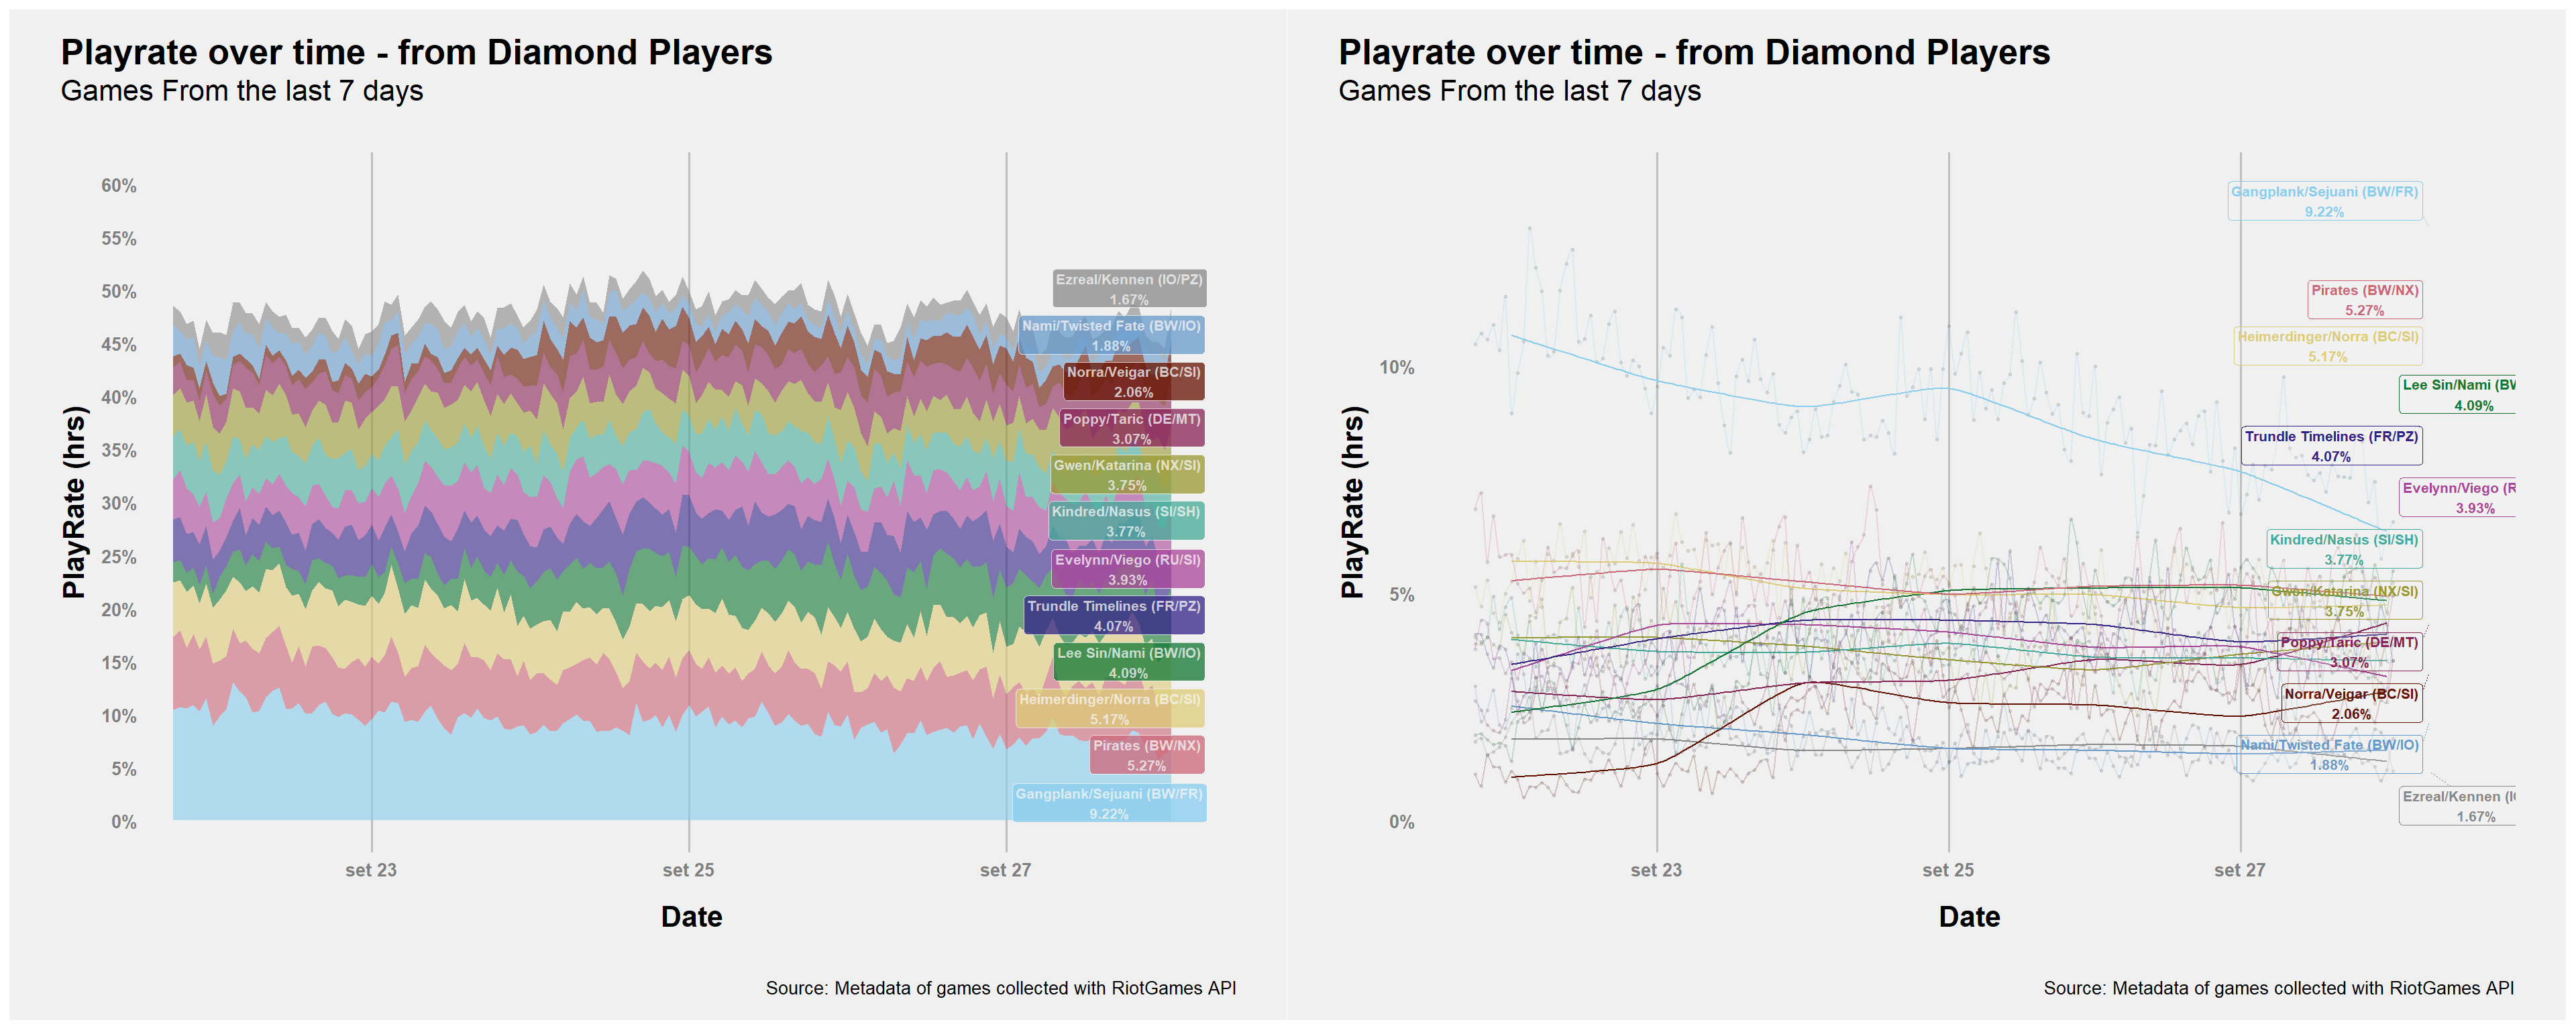 Playrate over time - from Diamond Players
Games From the last 7 days
PlayRate (hrs)
60%
55%
50%
45%
40%
35%
30%
25%
20%
15%
10%
5%
0%
Ezreal/Kennen (IO/PZ)
1.67%
Nami/Twisted Fate (BW/IO)
1.88%
Norra/Veigar (BC/SI)
2.06%
Poppy/Taric (DE/MT)
3.07%
Gwen/Katarina (NX/SI)
3.75%
Kindred/Nasus (SI/SH)
3.77%
Evelynn/Viego (RU/SI)
3.93%
Trundle Timelines (FR/PZ)
4.07%
Lee Sin/Nami (BW/IO)
4.09%
Heimerdinger/Norra (BC/SI)
5.17%
Pirates (BW/NX)
5.27%
Gangplank/Sejuani (BW/FR)
9.22%
set 23
set 25
set 27
Date
Source: Metadata of games collected with RiotGames API
Playrate over time - from Diamond Players
Games From the last 7 days
PlayRate (hrs)
10%
5%
0%
Gangplank/Sejuani (BW/FR)
9.22%
Pirates (BW/NX)
5.27%
Heimerdinger/Norra (BC/SI)
5.17%
Lee Sin/Nami (BW
4.09%
Trundle Timelines (FR/PZ)
4.07%
Evelynn/Viego (R
3.93%
Kindred/Nasus (SI/SH)
3.77%
Gwen/Katarina (NX/SI)
3.75%
Poppy/Taric (DE/MT)
3.07%
Norra/Veigar (BC/SI)
2.06%
Nami/Twisted Fate (BW/IO)
1.88%
Ezreal/Kennen (I
1.67%
set 23
set 25
set 27
Date
Source: Metadata of games collected with RiotGames API